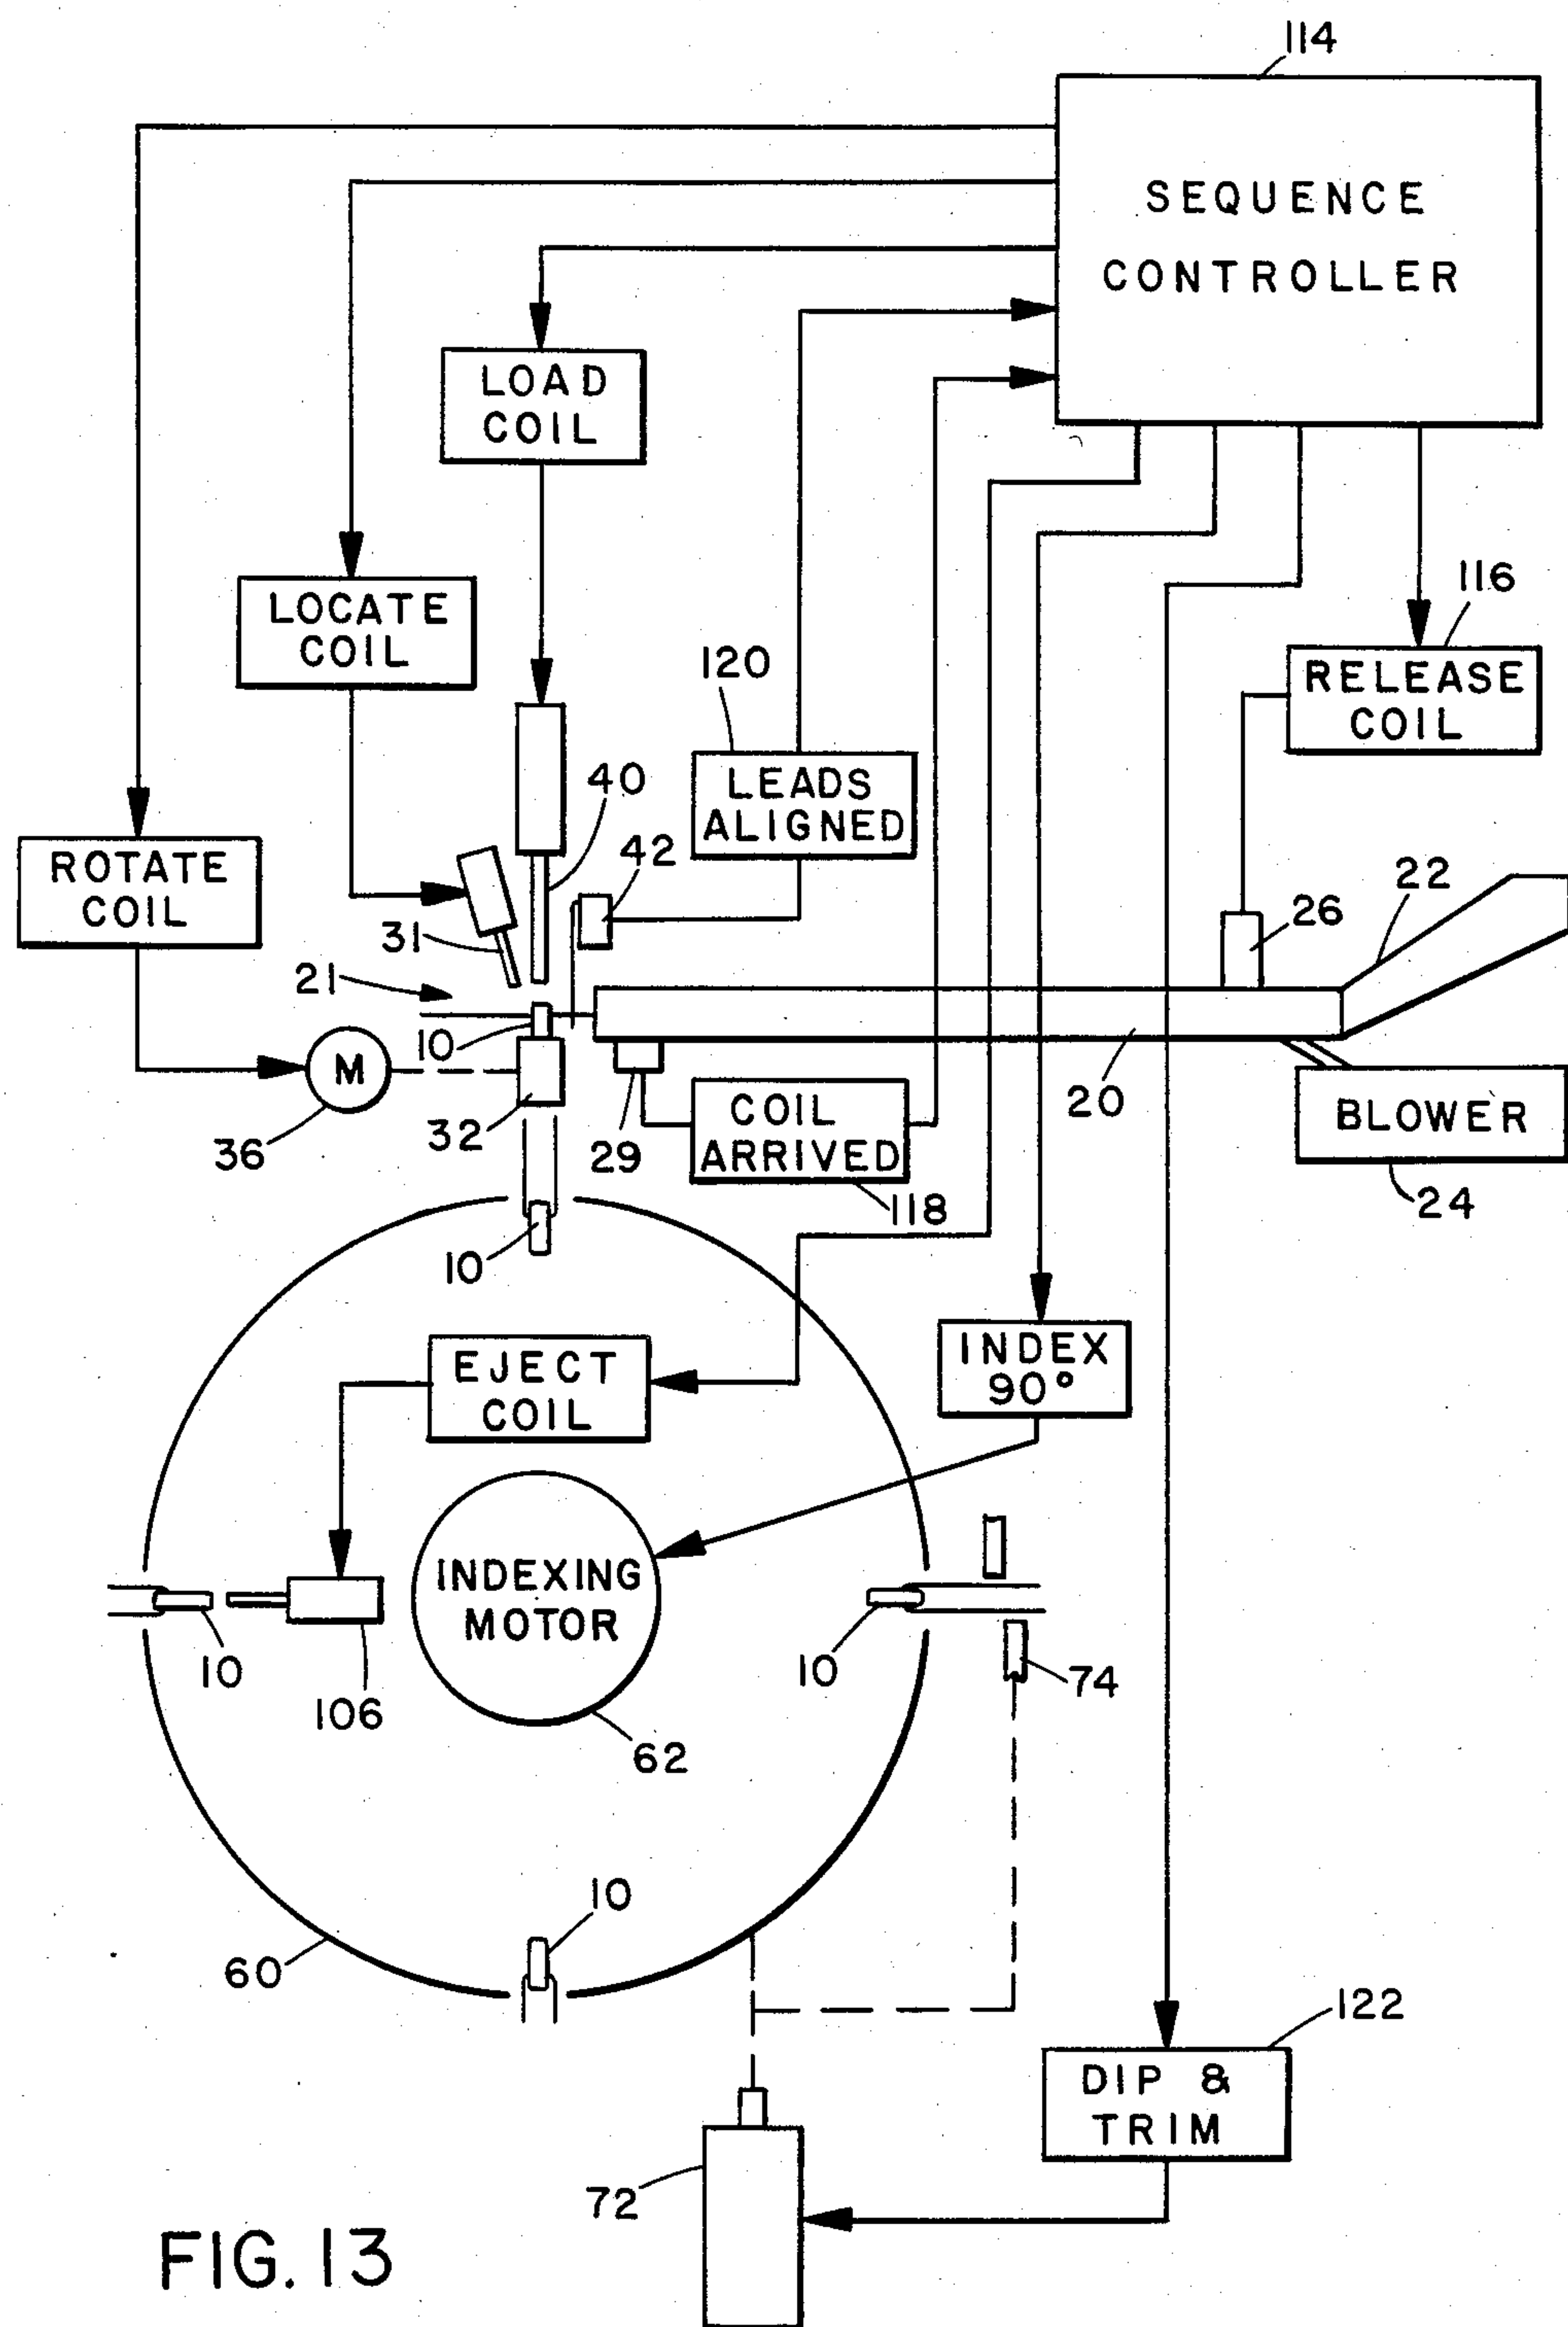 114
SEQUENCE
CONTROLLER
LOAD
COIL
116
LOCATE
COIL
120
RELEASE
COIL
40
LEADS
ALIGNED
42
ROTATE
COIL
22
26
31
21
10
M
32
36
29
COIL
ARRIVED
20
BLOWER
118
24
10
INDEX
90°
EJECT
COIL
INDEXING
MOTOR
10
10
74
106
62
10
60
122
DIP &
TRIM
72
FIG. 13